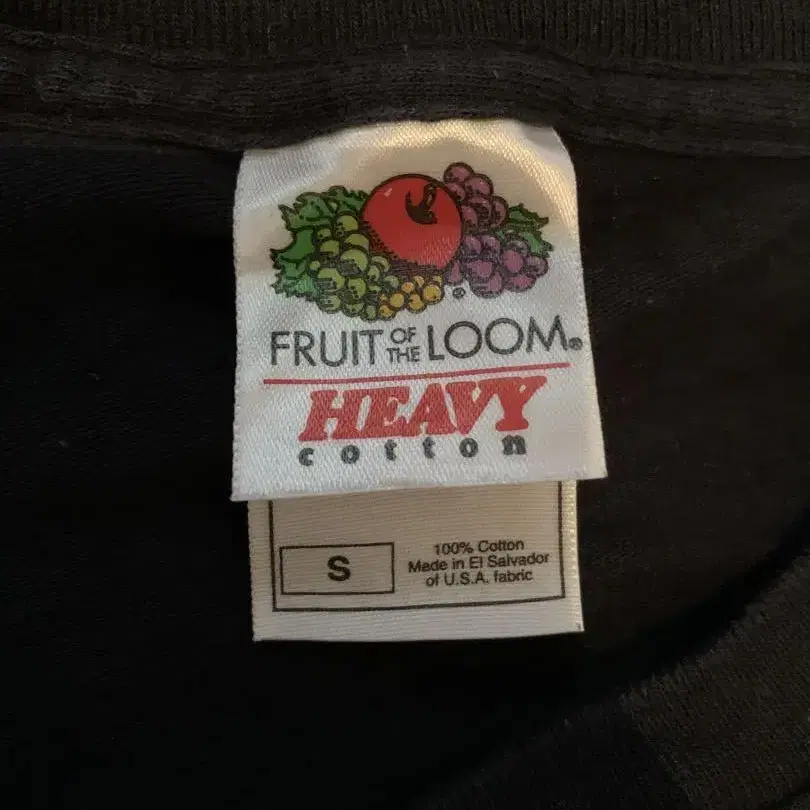 FRUIT OF THE LOOM®
HEAVY
cotton
S
100% Cotton
Made in El Salvador
of U.S.A. fabric